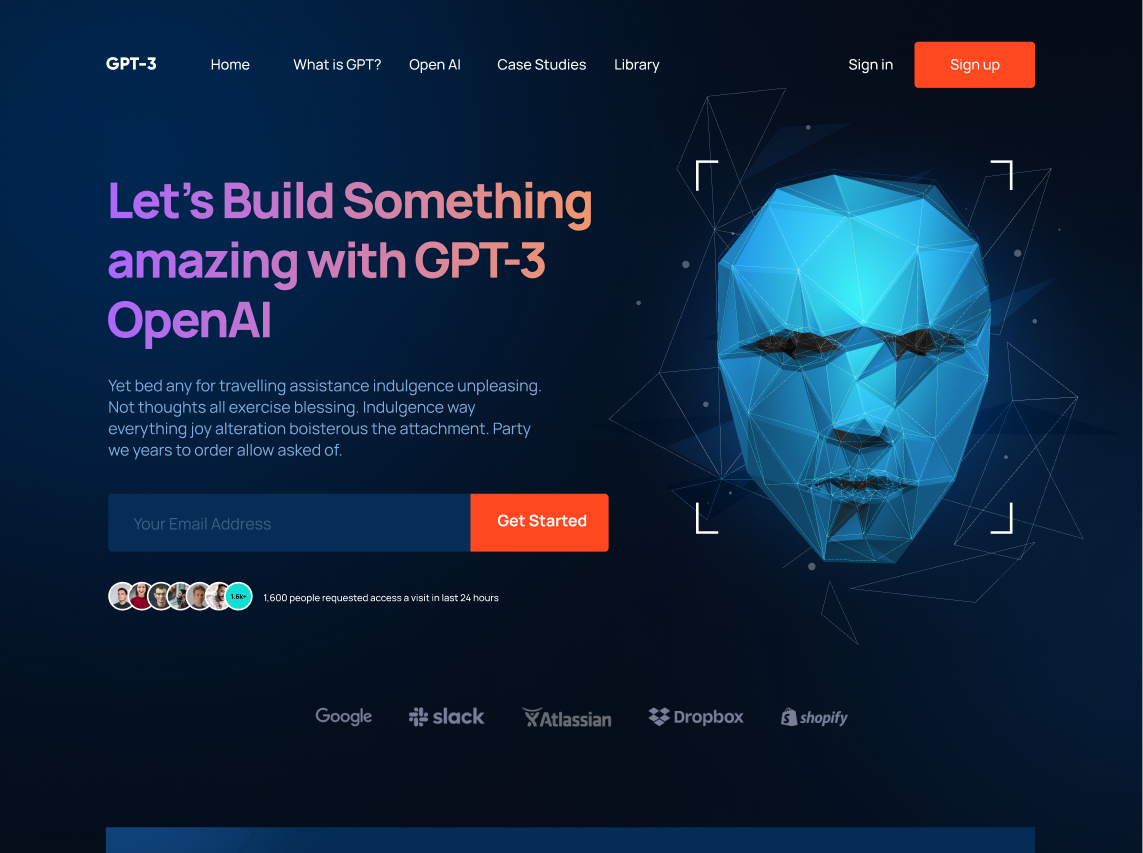 GPT-3 Home What is GPT? Open AI Case Studies Library Sign in Sign up
Let's Build Something
amazing with GPT-3
OpenAI
Yet bed any for travelling assistance indulgence unpleasing.
Not thoughts all exercise blessing. Indulgence way
everything joy alteration boisterous the attachment. Party
we years to order allow asked of.
Your Email Address Get Started
1.6k+ 1,600 people requested access a visit in last 24 hours
Google slack Atlassian Dropbox shopify